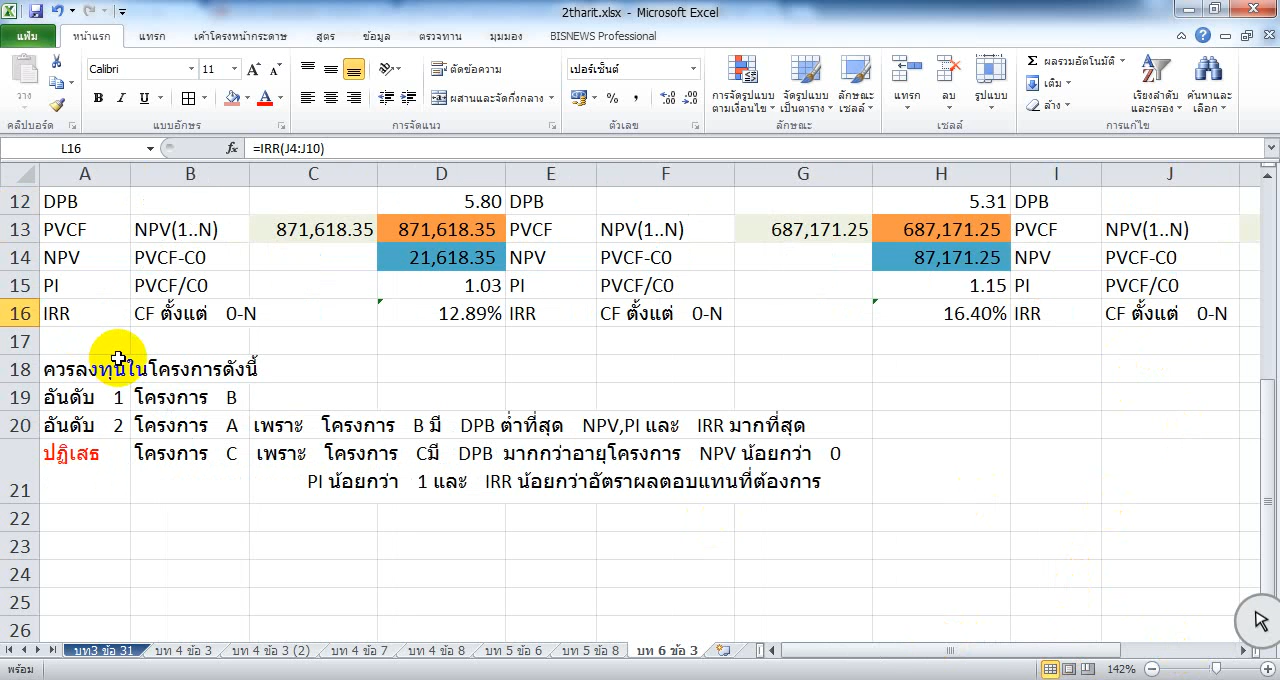 2tharit.xlsx - Microsoft Excel
แฟ้ม หน้าแรก แทรก เค้าโครงหน้ากระดาษ สูตร ข้อมูล ตรวจทาน มุมมอง BISNEWS Professional
วาง Calibri 11 ตัดข้อความ เปอร์เซ็นต์ การจัดรูปแบบตามเงื่อนไข จัดรูปแบบเป็นตาราง ลักษณะเซลล์ แทรก ลบ รูปแบบ ผลรวมอัตโนมัติ เรียงลำดับและกรอง ค้นหาและเลือก
B I U A ผสานและจัดกึ่งกลาง % , เติม ล้าง
คลิปบอร์ด แบบอักษร การจัดแนว ตัวเลข ลักษณะ เซลล์ การแก้ไข
L16 fx =IRR(J4:J10)
A B C D E F G H I J
12 DPB 5.80 DPB 5.31 DPB
13 PVCF NPV(1..N) 871,618.35 871,618.35 PVCF NPV(1..N) 687,171.25 687,171.25 PVCF NPV(1..N)
14 NPV PVCF-C0 21,618.35 NPV PVCF-C0 87,171.25 NPV PVCF-C0
15 PI PVCF/C0 1.03 PI PVCF/C0 1.15 PI PVCF/C0
16 IRR CF ตั้งแต่ 0-N 12.89% IRR CF ตั้งแต่ 0-N 16.40% IRR CF ตั้งแต่ 0-N
17
18 ควรลงทุนในโครงการดังนี้
19 อันดับ 1 โครงการ B
20 อันดับ 2 โครงการ A เพราะ โครงการ B มี DPB ต่ำที่สุด NPV,PI และ IRR มากที่สุด
ปฏิเสธ โครงการ C เพราะ โครงการ Cมี DPB มากกว่าอายุโครงการ NPV น้อยกว่า 0
21 PI น้อยกว่า 1 และ IRR น้อยกว่าอัตราผลตอบแทนที่ต้องการ
22
23
24
25
26
บท3 ข้อ 31 บท 4 ข้อ 3 บท 4 ข้อ 3 (2) บท 4 ข้อ 7 บท 4 ข้อ 8 บท 5 ข้อ 6 บท 5 ข้อ 8 บท 6 ข้อ 3
พร้อม 142%